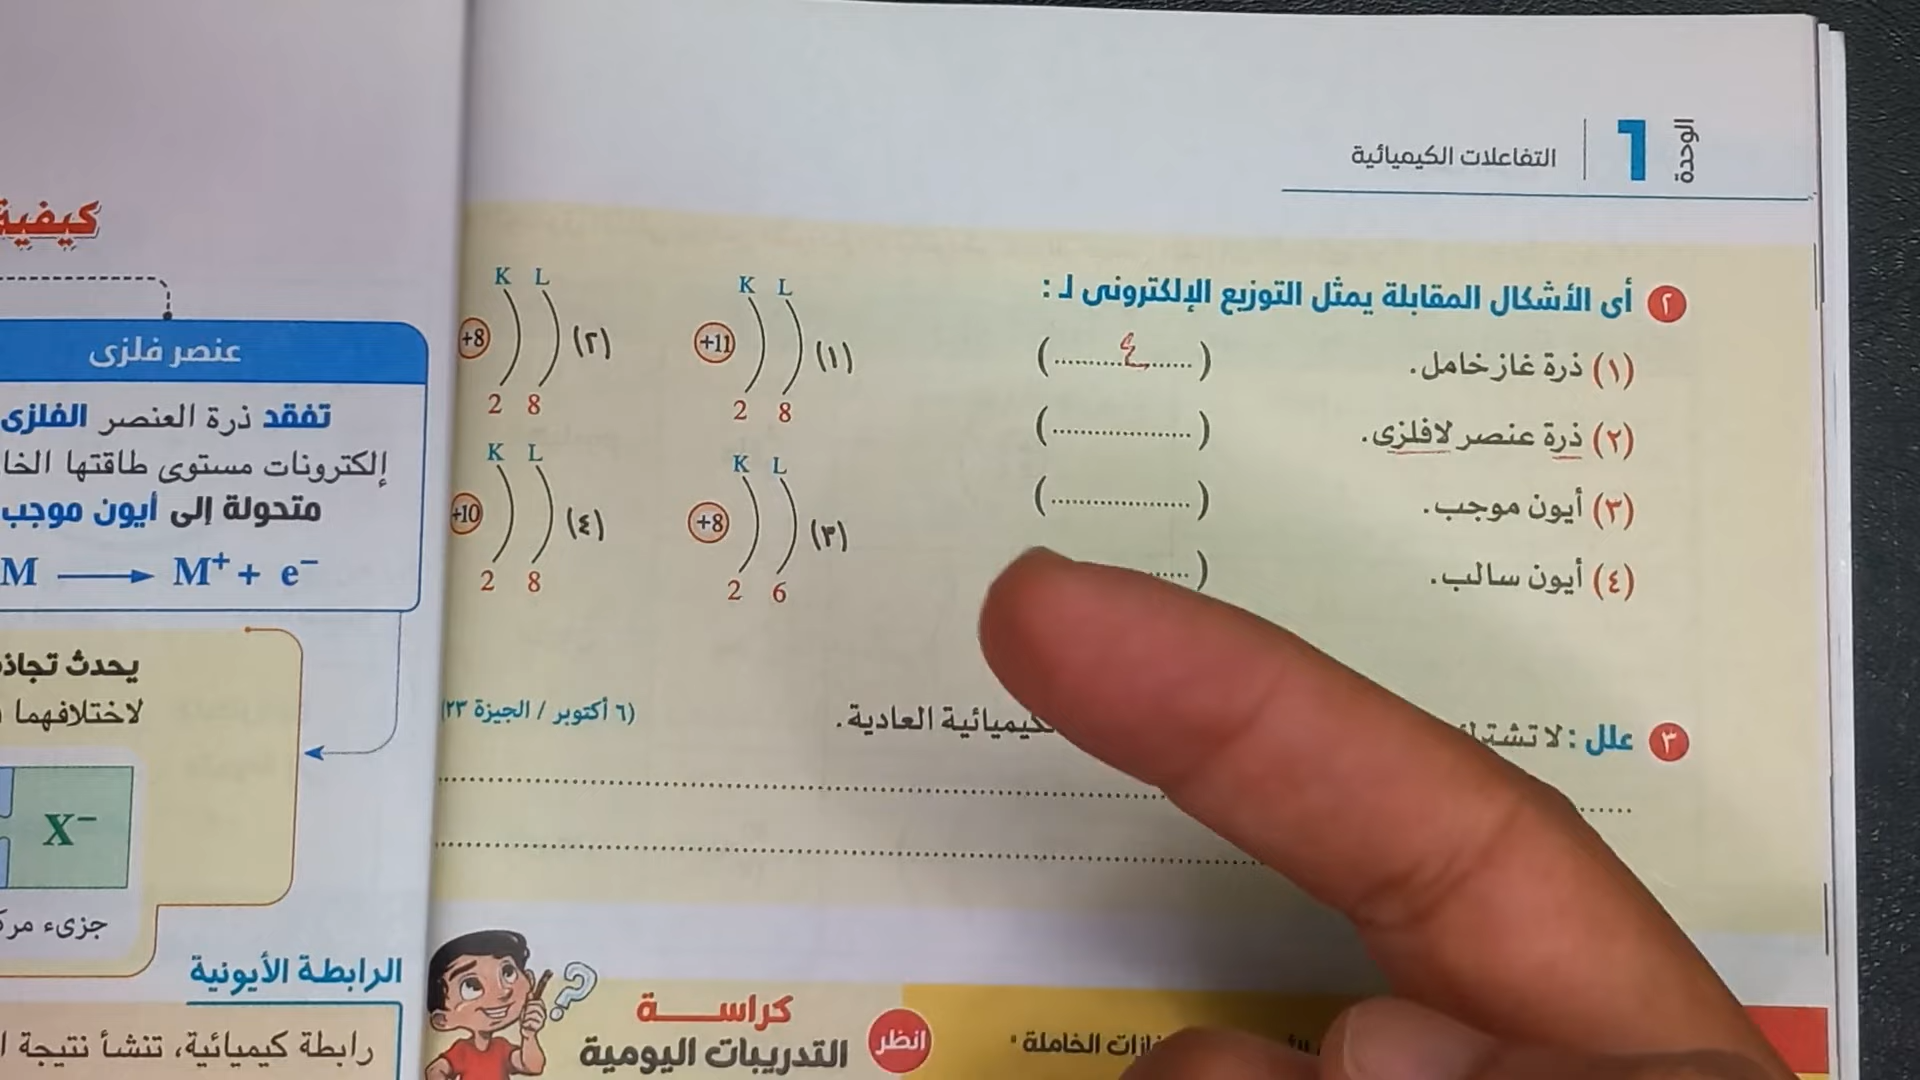 الوحدة 1 التفاعلات الكيميائية
٢ أى الأشكال المقابلة يمثل التوزيع الإلكترونى لـ :
(١) ذرة غاز خامل. (..........٤..........)
(٢) ذرة عنصر لافلزى. (....................)
(٣) أيون موجب. (....................)
(٤) أيون سالب. ......)
K L
+11 (١)
2 8
K L
+8 (٢)
2 8
K L
+8 (٣)
2 6
K L
+10 (٤)
2 8
٣ علل : لا تشترك الكيميائية العادية. (٦ أكتوبر / الجيزة ٢٣)
انظر
كراسة
التدريبات اليومية
الخاملة "
كيفية
عنصر فلزى
تفقد ذرة العنصر الفلزى
إلكترونات مستوى طاقتها
متحولة إلى أيون موجب
M ⟶ M⁺ + e⁻
يحدث
لاختلافهما
X⁻
جزىء
الرابطة الأيونية
رابطة كيميائية، تنشأ نتيجة